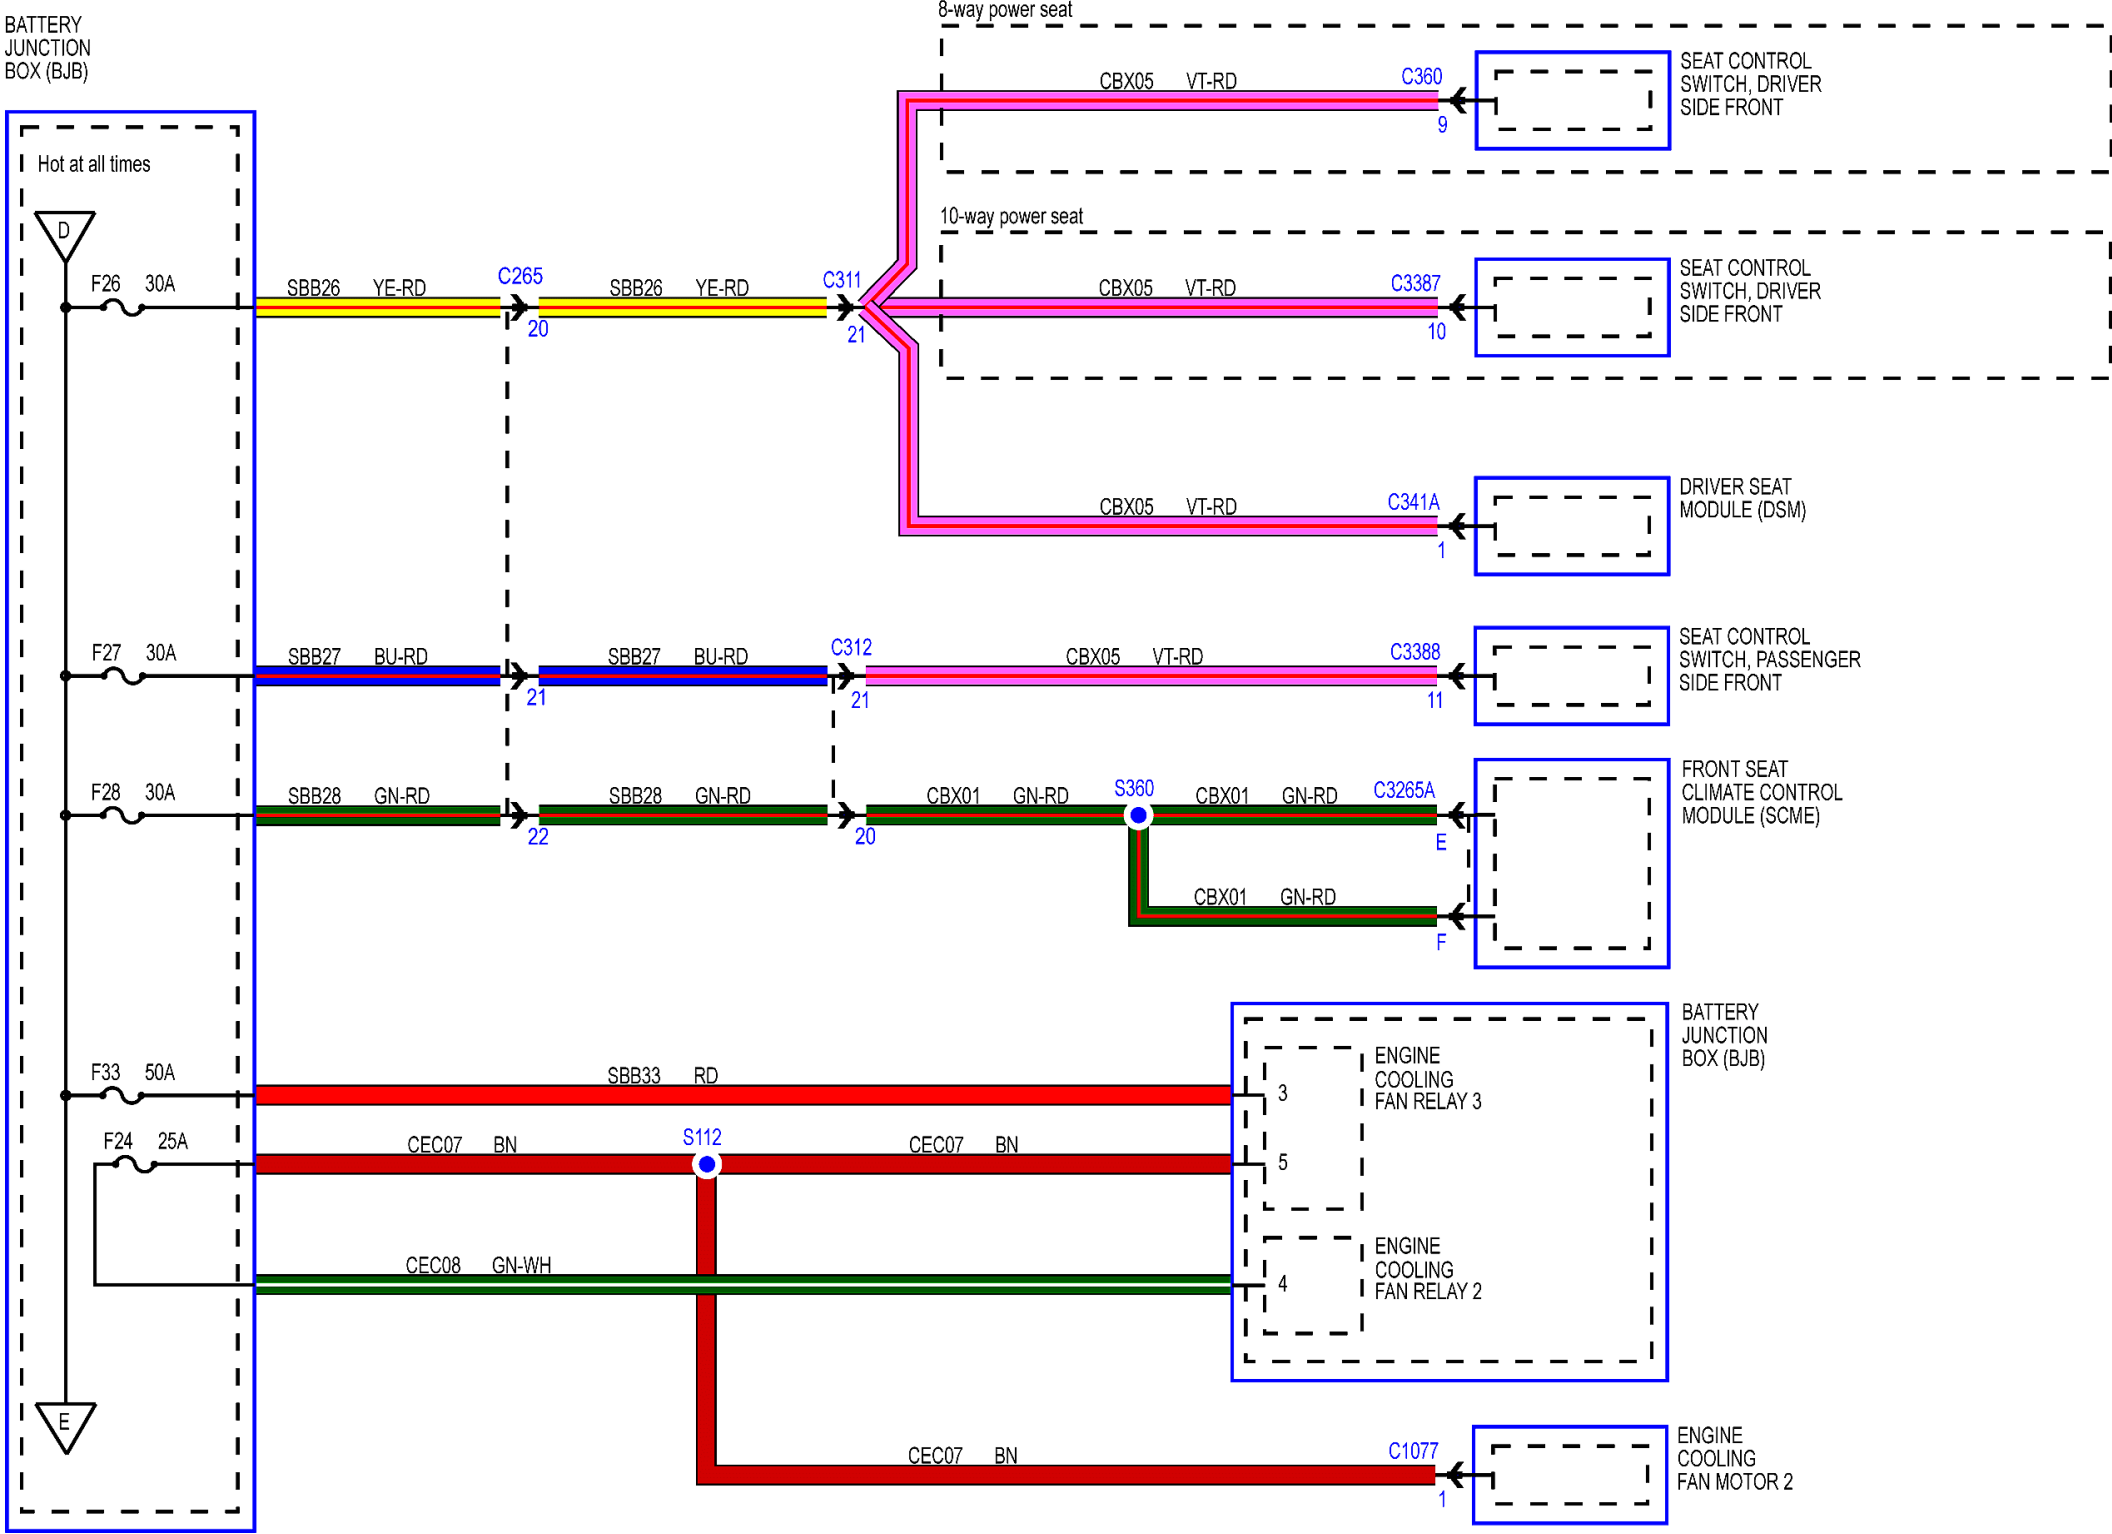 BATTERY
JUNCTION
BOX (BJB)
Hot at all times
D
8-way power seat
CBX05 VT-RD C360
9
SEAT CONTROL
SWITCH, DRIVER
SIDE FRONT
10-way power seat
F26 30A SBB26 YE-RD C265 SBB26 YE-RD C311 CBX05 VT-RD C3387
20 21 10
SEAT CONTROL
SWITCH, DRIVER
SIDE FRONT
CBX05 VT-RD C341A
1
DRIVER SEAT
MODULE (DSM)
F27 30A SBB27 BU-RD SBB27 BU-RD C312 CBX05 VT-RD C3388
21 21 11
SEAT CONTROL
SWITCH, PASSENGER
SIDE FRONT
F28 30A SBB28 GN-RD SBB28 GN-RD CBX01 GN-RD S360 CBX01 GN-RD C3265A
22 20 E
CBX01 GN-RD
F
FRONT SEAT
CLIMATE CONTROL
MODULE (SCME)
BATTERY
JUNCTION
BOX (BJB)
F33 50A SBB33 RD
3
ENGINE
COOLING
FAN RELAY 3
F24 25A CEC07 BN S112 CEC07 BN
5
CEC08 GN-WH
4
ENGINE
COOLING
FAN RELAY 2
E
CEC07 BN C1077
1
ENGINE
COOLING
FAN MOTOR 2